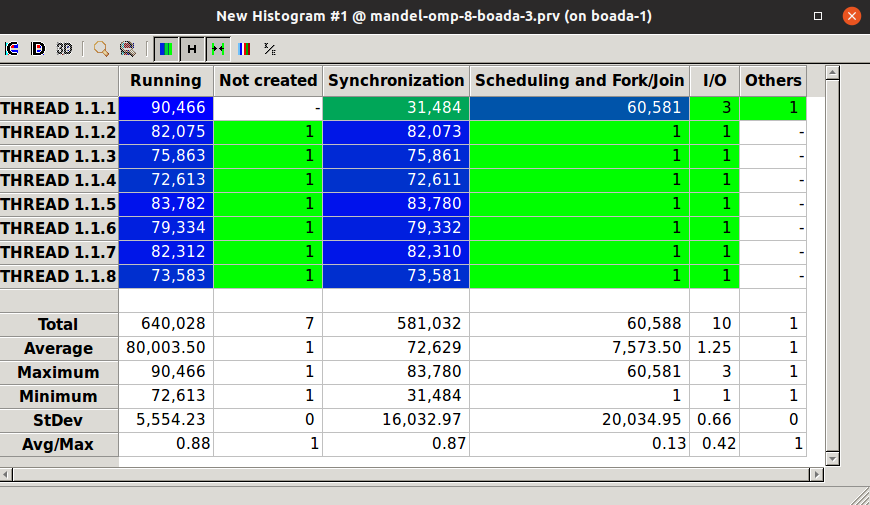 New Histogram #1 @ mandel-omp-8-boada-3.prv (on boada-1)
3D
Running Not created Synchronization Scheduling and Fork/Join I/O Others
THREAD 1.1.1 90,466 - 31,484 60,581 3 1
THREAD 1.1.2 82,075 1 82,073 1 1 -
THREAD 1.1.3 75,863 1 75,861 1 1 -
THREAD 1.1.4 72,613 1 72,611 1 1 -
THREAD 1.1.5 83,782 1 83,780 1 1 -
THREAD 1.1.6 79,334 1 79,332 1 1 -
THREAD 1.1.7 82,312 1 82,310 1 1 -
THREAD 1.1.8 73,583 1 73,581 1 1 -
Total 640,028 7 581,032 60,588 10 1
Average 80,003.50 1 72,629 7,573.50 1.25 1
Maximum 90,466 1 83,780 60,581 3 1
Minimum 72,613 1 31,484 1 1 1
StDev 5,554.23 0 16,032.97 20,034.95 0.66 0
Avg/Max 0.88 1 0.87 0.13 0.42 1